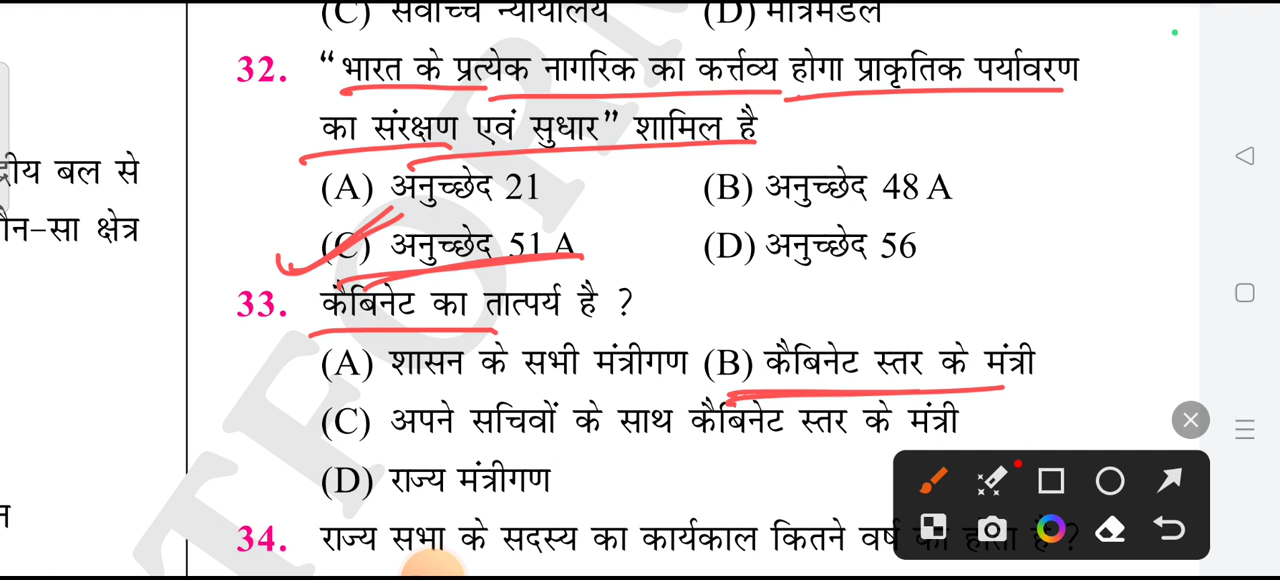 (C) सर्वोच्च न्यायालय (D) मंत्रिमंडल
32. “भारत के प्रत्येक नागरिक का कर्त्तव्य होगा प्राकृतिक पर्यावरण
का संरक्षण एवं सुधार” शामिल है
द्रीय बल से
(A) अनुच्छेद 21 (B) अनुच्छेद 48 A
न-सा क्षेत्र
(C) अनुच्छेद 51 A (D) अनुच्छेद 56
33. कैबिनेट का तात्पर्य है ?
(A) शासन के सभी मंत्रीगण (B) कैबिनेट स्तर के मंत्री
(C) अपने सचिवों के साथ कैबिनेट स्तर के मंत्री
(D) राज्य मंत्रीगण
34. राज्य सभा के सदस्य का कार्यकाल कितने वर्ष का होता है ?